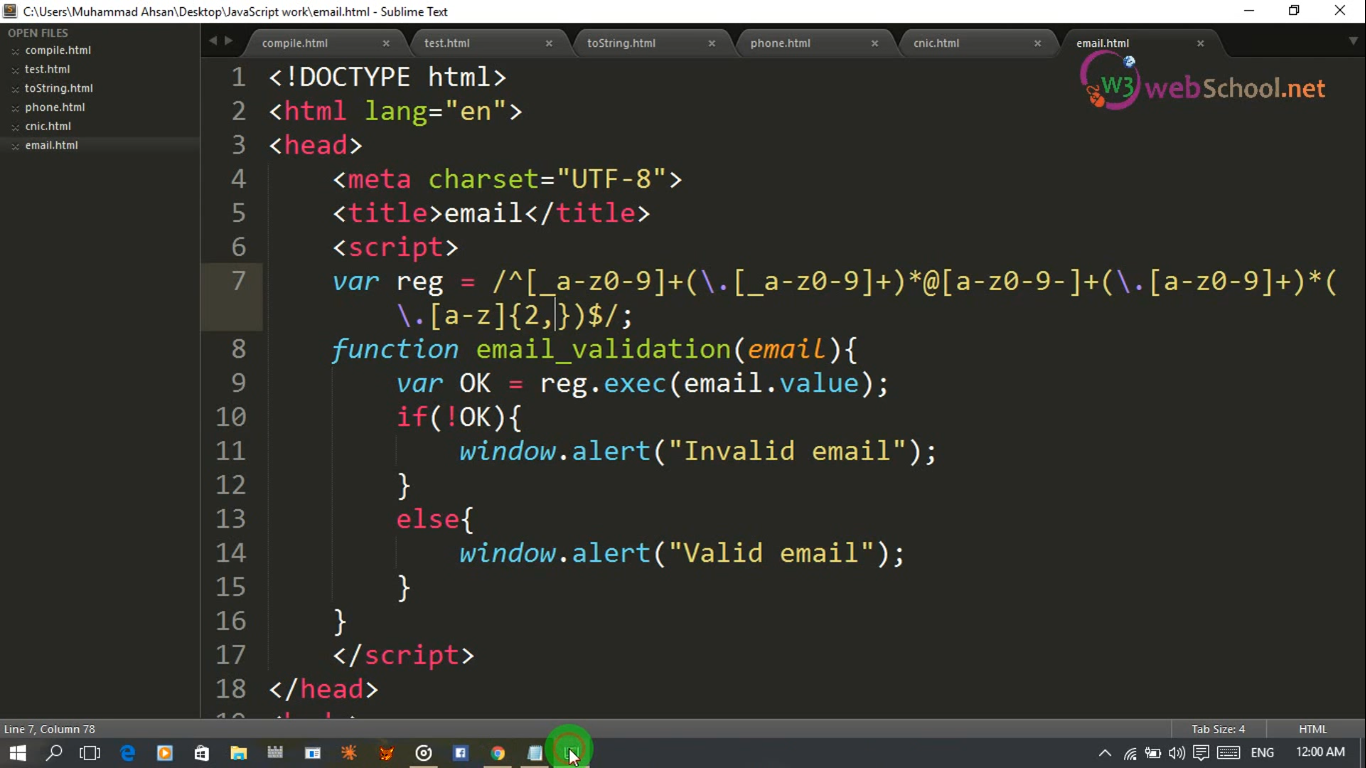 C:\Users\Muhammad Ahsan\Desktop\JavaScript work\email.html - Sublime Text
OPEN FILES
compile.html
test.html
toString.html
phone.html
cnic.html
email.html
compile.html
test.html
toString.html
phone.html
cnic.html
email.html
W3 webSchool.net
1 <!DOCTYPE html>
2 <html lang="en">
3 <head>
4 <meta charset="UTF-8">
5 <title>email</title>
6 <script>
7 var reg = /^[_a-z0-9]+(\.[_a-z0-9]+)*@[a-z0-9-]+(\.[a-z0-9]+)*(
\.[a-z]{2,})$/;
8 function email_validation(email){
9 var OK = reg.exec(email.value);
10 if(!OK){
11 window.alert("Invalid email");
12 }
13 else{
14 window.alert("Valid email");
15 }
16 }
17 </script>
18 </head>
Line 7, Column 78
Tab Size: 4
HTML
ENG
12:00 AM